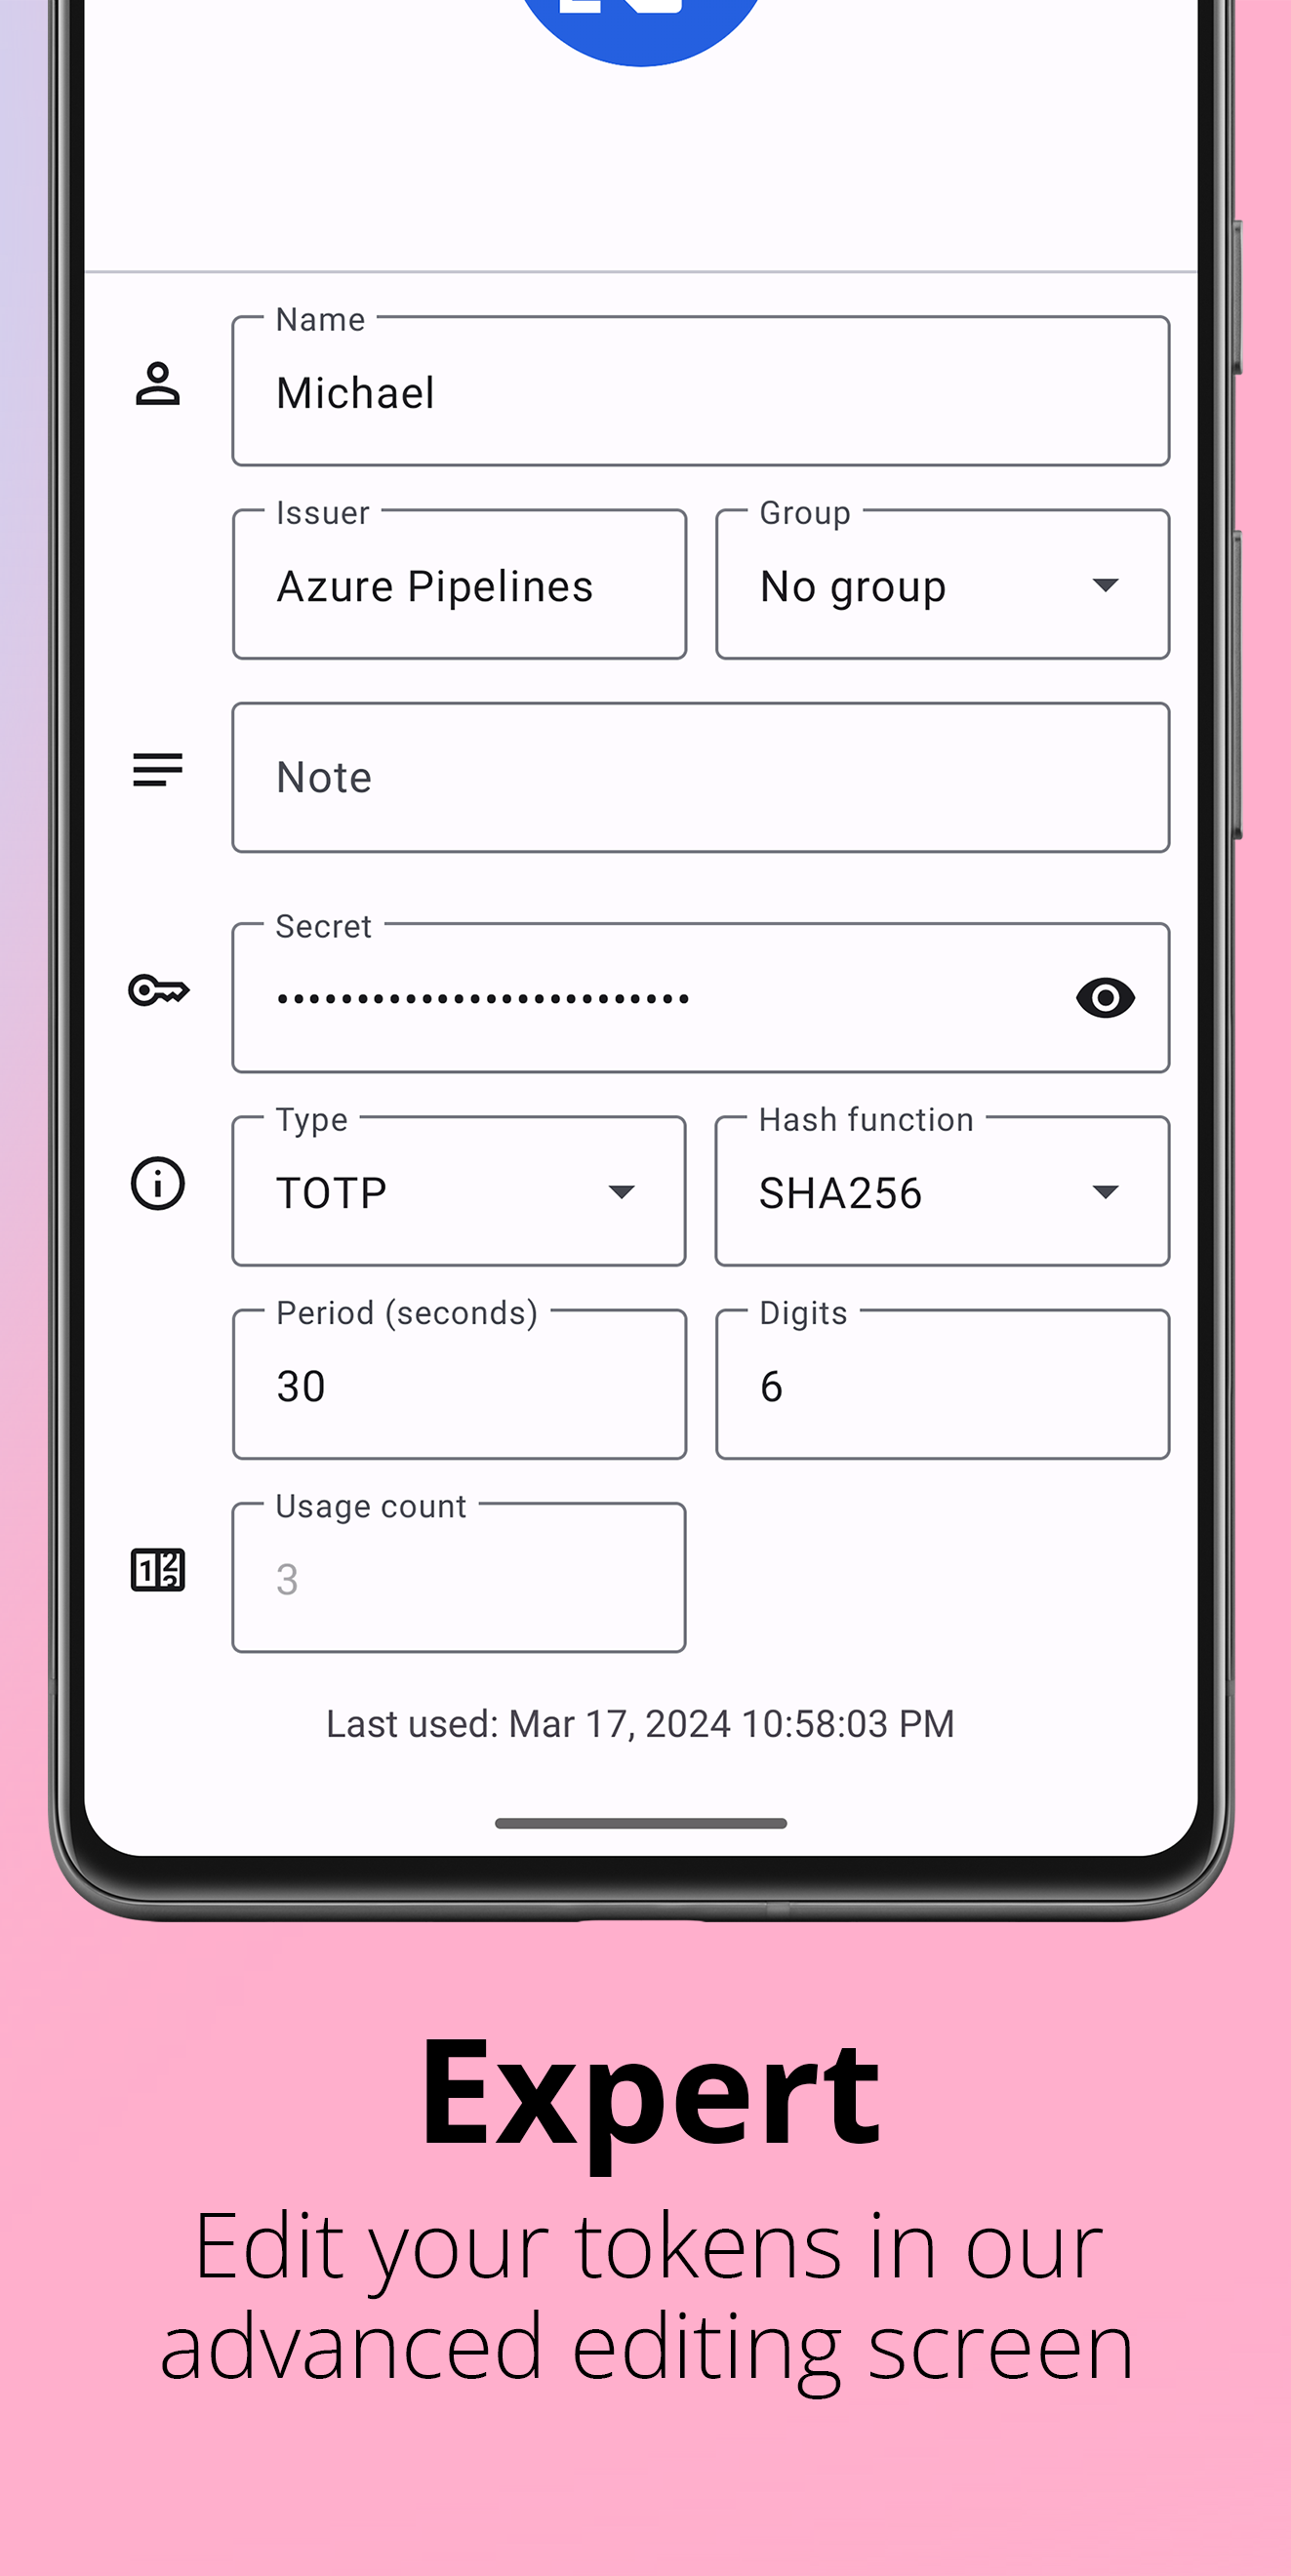 Name
Michael
Issuer
Azure Pipelines
Group
No group
Note
Secret
••••••••••••••••••••••••••
Type
TOTP
Hash function
SHA256
Period (seconds)
30
Digits
6
Usage count
3
Last used: Mar 17, 2024 10:58:03 PM
Expert
Edit your tokens in our
advanced editing screen